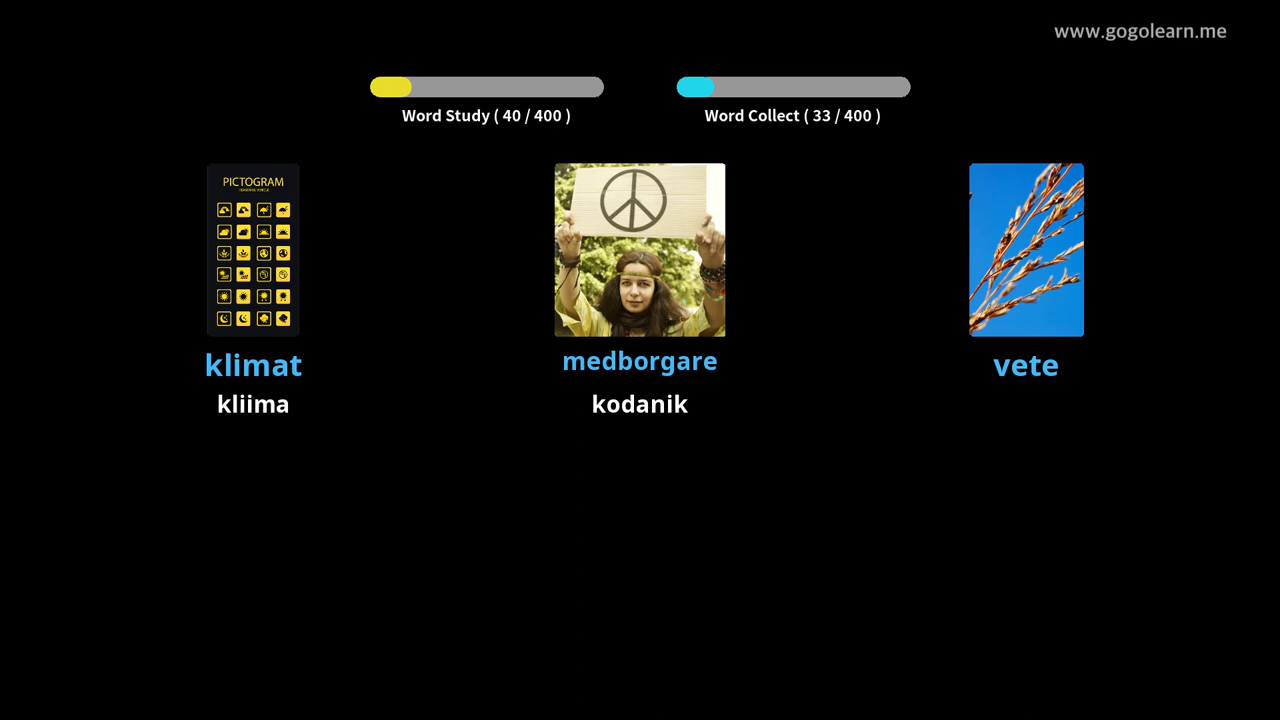 www.gogolearn.me
Word Study ( 40 / 400 )
Word Collect ( 33 / 400 )
PICTOGRAM
klimat
medborgare
vete
kliima
kodanik